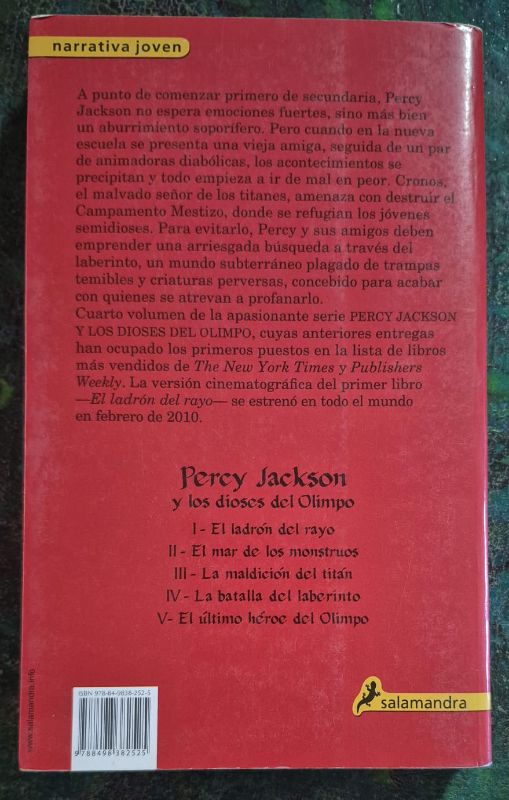 narrativa joven
A punto de comenzar primero de secundaria, Percy
Jackson no espera emociones fuertes, sino más bien
un aburrimiento soporífero. Pero cuando en la nueva
escuela se presenta una vieja amiga, seguida de un par
de animadoras diabólicas, los acontecimientos se
precipitan y todo empieza a ir de mal en peor. Cronos,
el malvado señor de los titanes, amenaza con destruir el
Campamento Mestizo, donde se refugian los jóvenes
semidioses. Para evitarlo, Percy y sus amigos deben
emprender una arriesgada búsqueda a través del
laberinto, un mundo subterráneo plagado de trampas
temibles y criaturas perversas, concebido para acabar
con quienes se atrevan a profanarlo.
Cuarto volumen de la apasionante serie PERCY JACKSON
Y LOS DIOSES DEL OLIMPO, cuyas anteriores entregas
han ocupado los primeros puestos en la lista de libros
más vendidos de The New York Times y Publishers
Weekly. La versión cinematográfica del primer libro
—El ladrón del rayo— se estrenó en todo el mundo
en febrero de 2010.
Percy Jackson
y los dioses del Olimpo
I - El ladrón del rayo
II - El mar de los monstruos
III - La maldición del titán
IV - La batalla del laberinto
V - El último héroe del Olimpo
www.salamandra.info
ISBN 978-84-9838-252-5
9 788498 382525
salamandra